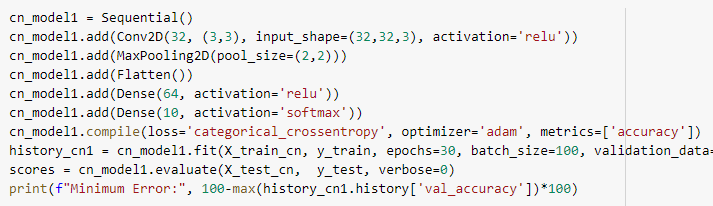 cn_model1 = Sequential()
cn_model1.add(Conv2D(32, (3,3), input_shape=(32,32,3), activation='relu'))
cn_model1.add(MaxPooling2D(pool_size=(2,2)))
cn_model1.add(Flatten())
cn_model1.add(Dense(64, activation='relu'))
cn_model1.add(Dense(10, activation='softmax'))
cn_model1.compile(loss='categorical_crossentropy', optimizer='adam', metrics=['accuracy'])
history_cn1 = cn_model1.fit(X_train_cn, y_train, epochs=30, batch_size=100, validation_data=
scores = cn_model1.evaluate(X_test_cn,  y_test, verbose=0)
print(f"Minimum Error:", 100-max(history_cn1.history['val_accuracy'])*100)